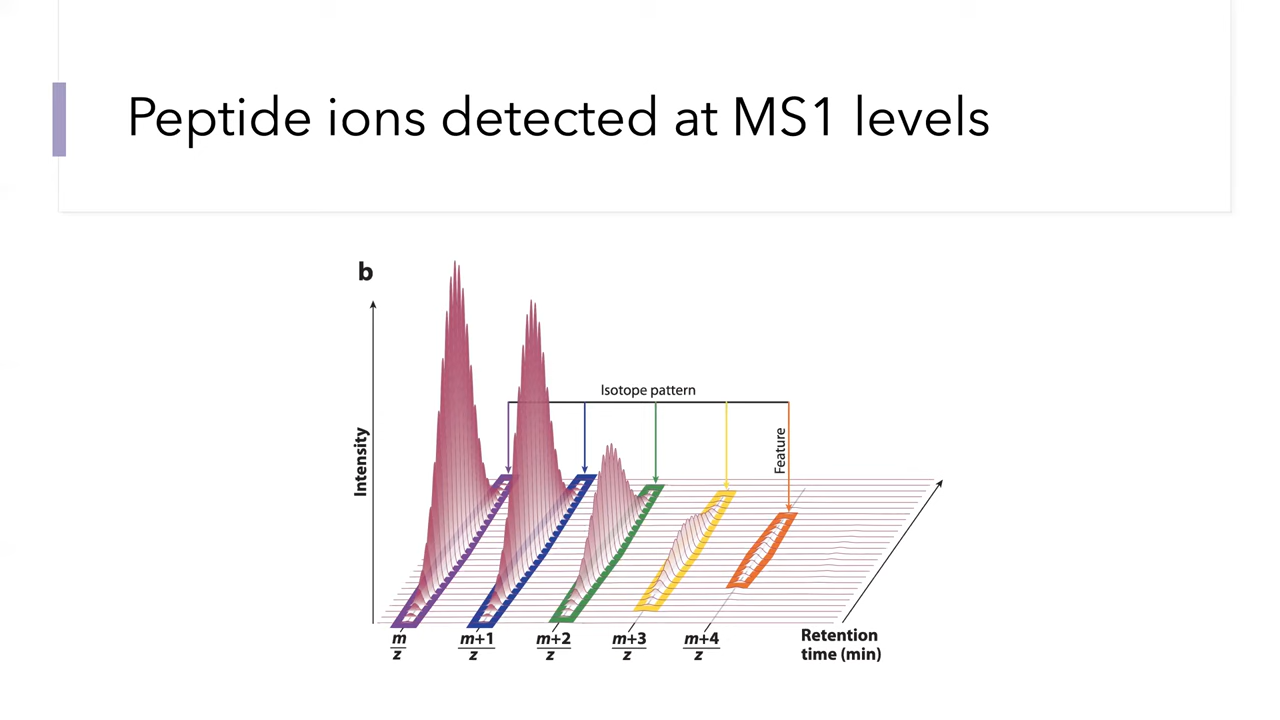 Peptide ions detected at MS1 levels
b
Isotope pattern
Feature
Intensity
m/z
m+1/z
m+2/z
m+3/z
m+4/z
Retention
time (min)